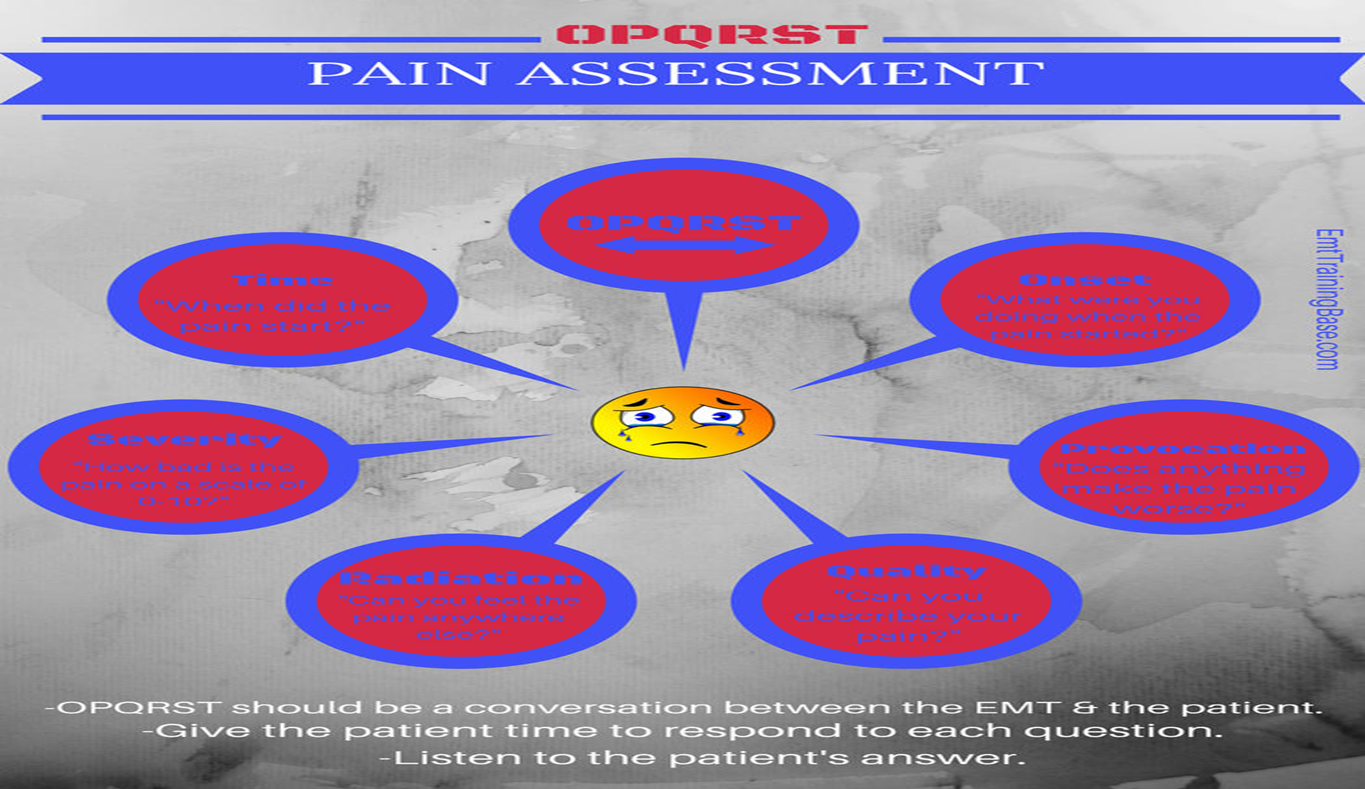 OPQRST
PAIN ASSESSMENT
OPQRST
Onset
"What were you
doing when the
pain started?"
Provocation
"Does anything
make the pain
worse?"
Quality
"Can you
describe your
pain?"
Radiation
"Can you feel the
pain anywhere
else?"
Severity
"How bad is the
pain on a scale of
0-10?"
Time
"When did the
pain start?"
EmtTrainingBase.com
-OPQRST should be a conversation between the EMT & the patient.
-Give the patient time to respond to each question.
-Listen to the patient's answer.